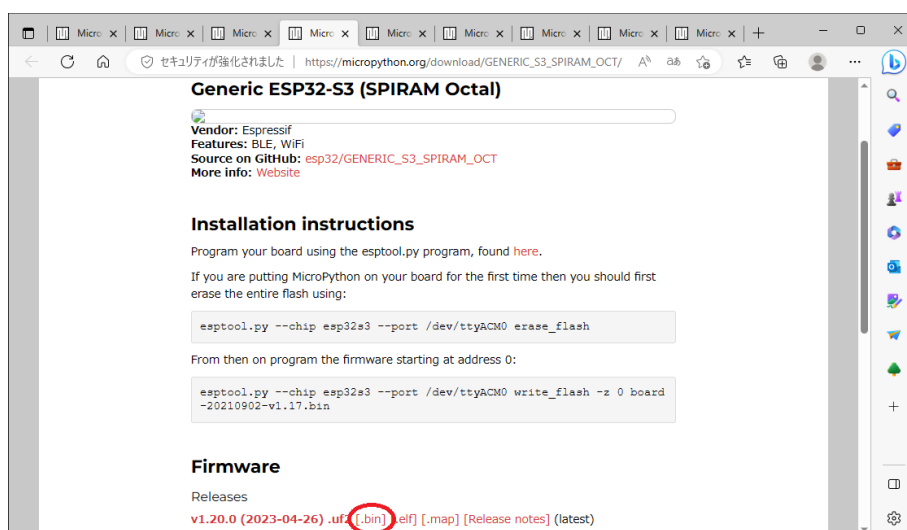 Micro Micro Micro Micro Micro Micro Micro Micro Micro
セキュリティが強化されました https://micropython.org/download/GENERIC_S3_SPIRAM_OCT/
Generic ESP32-S3 (SPIRAM Octal)
Vendor: Espressif
Features: BLE, WiFi
Source on GitHub: esp32/GENERIC_S3_SPIRAM_OCT
More info: Website
Installation instructions
Program your board using the esptool.py program, found here.
If you are putting MicroPython on your board for the first time then you should first
erase the entire flash using:
esptool.py --chip esp32s3 --port /dev/ttyACM0 erase_flash
From then on program the firmware starting at address 0:
esptool.py --chip esp32s3 --port /dev/ttyACM0 write_flash -z 0 board
-20210902-v1.17.bin
Firmware
Releases
v1.20.0 (2023-04-26) .uf2 [.bin] [.elf] [.map] [Release notes] (latest)